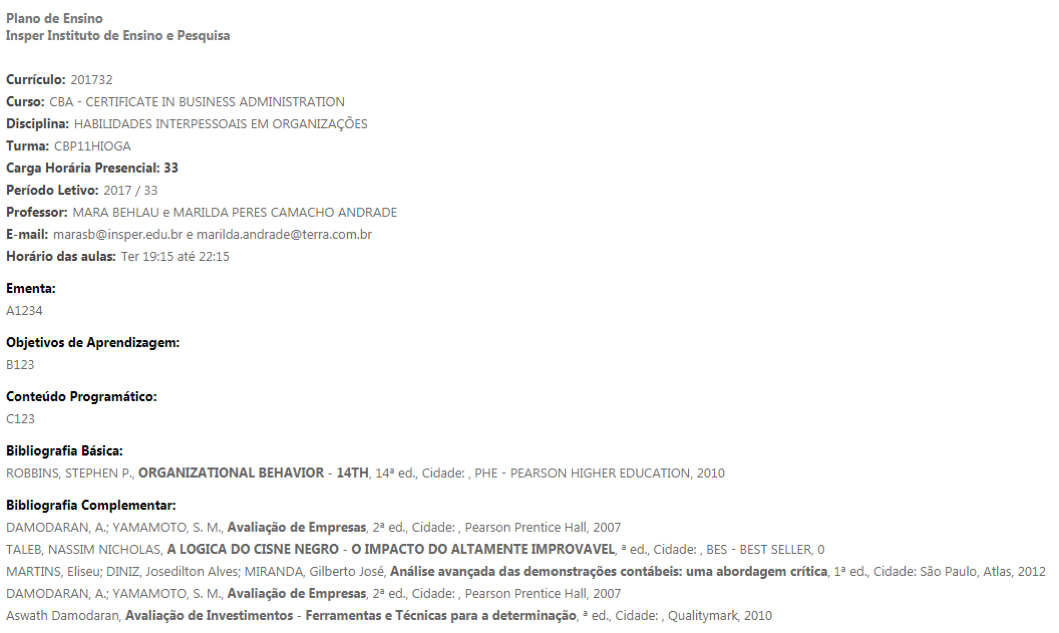 Plano de Ensino
Insper Instituto de Ensino e Pesquisa
Currículo: 201732
Curso: CBA - CERTIFICATE IN BUSINESS ADMINISTRATION
Disciplina: HABILIDADES INTERPESSOAIS EM ORGANIZAÇÕES
Turma: CBP11HIOGA
Carga Horária Presencial: 33
Período Letivo: 2017 / 33
Professor: MARA BEHLAU e MARILDA PERES CAMACHO ANDRADE
E-mail: marasb@insper.edu.br e marilda.andrade@terra.com.br
Horário das aulas: Ter 19:15 até 22:15
Ementa:
A1234
Objetivos de Aprendizagem:
B123
Conteúdo Programático:
C123
Bibliografia Básica:
ROBBINS, STEPHEN P., ORGANIZATIONAL BEHAVIOR - 14TH, 14ª ed., Cidade: , PHE - PEARSON HIGHER EDUCATION, 2010
Bibliografia Complementar:
DAMODARAN, A.; YAMAMOTO, S. M., Avaliação de Empresas, 2ª ed., Cidade: , Pearson Prentice Hall, 2007
TALEB, NASSIM NICHOLAS, A LOGICA DO CISNE NEGRO - O IMPACTO DO ALTAMENTE IMPROVAVEL, ª ed., Cidade: , BES - BEST SELLER, 0
MARTINS, Eliseu; DINIZ, Josedilton Alves; MIRANDA, Gilberto José, Análise avançada das demonstrações contábeis: uma abordagem crítica, 1ª ed., Cidade: São Paulo, Atlas, 2012
DAMODARAN, A.; YAMAMOTO, S. M., Avaliação de Empresas, 2ª ed., Cidade: , Pearson Prentice Hall, 2007
Aswath Damodaran, Avaliação de Investimentos - Ferramentas e Técnicas para a determinação, ª ed., Cidade: , Qualitymark, 2010